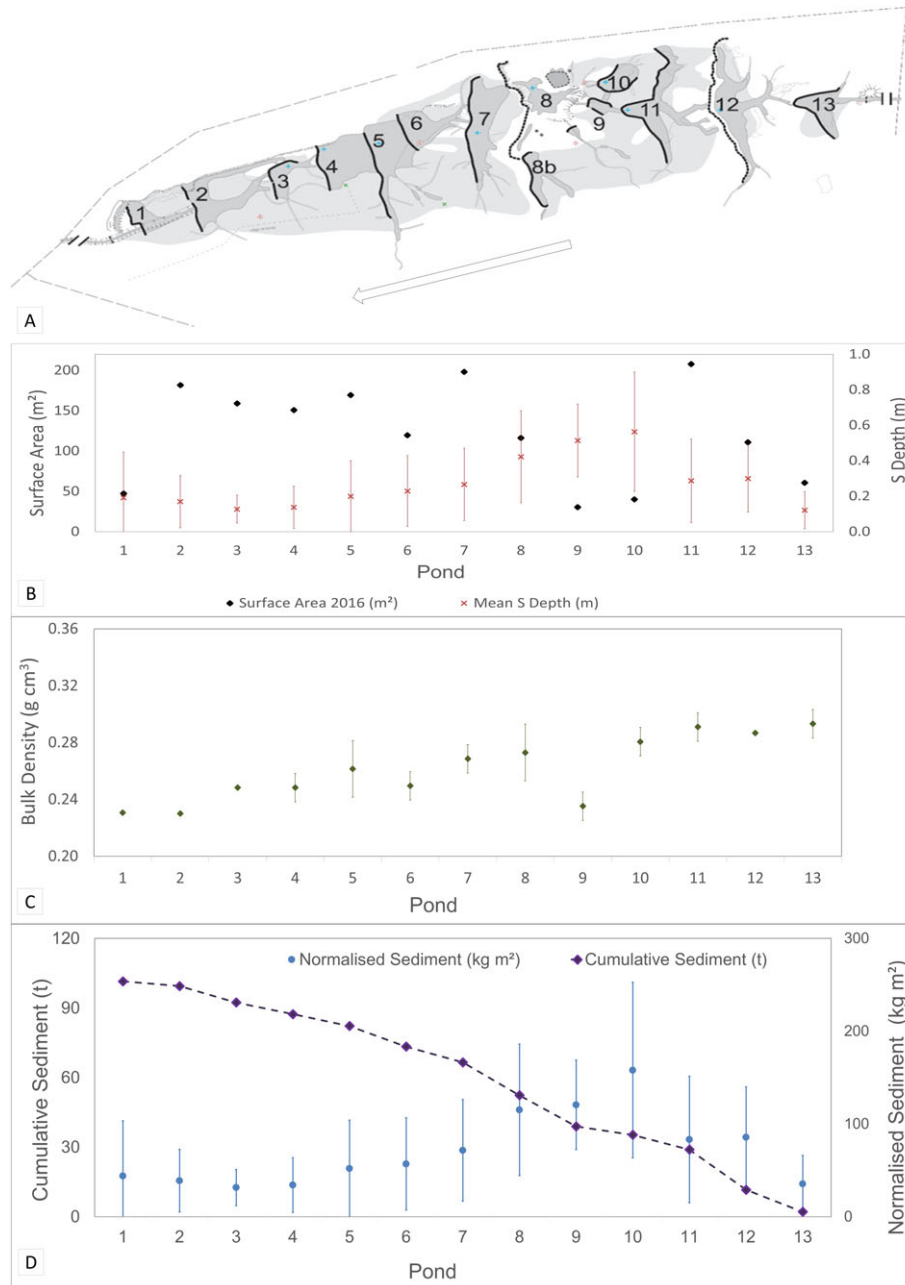 1 2 3 4 5 6 7 8 8b 9 10 11 12 13
A
Surface Area (m²)
200
150
100
50
0
1.0
0.8
0.6
0.4
0.2
0.0
S Depth (m)
1 2 3 4 5 6 7 8 9 10 11 12 13
Pond
B
Surface Area 2016 (m²) Mean S Depth (m)
Bulk Density (g cm³)
0.36
0.32
0.28
0.24
0.20
1 2 3 4 5 6 7 8 9 10 11 12 13
Pond
C
Cumulative Sediment (t)
120
90
60
30
0
Normalised Sediment (kg m²) Cumulative Sediment (t)
300
200
100
0
Normalised Sediment (kg m²)
1 2 3 4 5 6 7 8 9 10 11 12 13
Pond
D